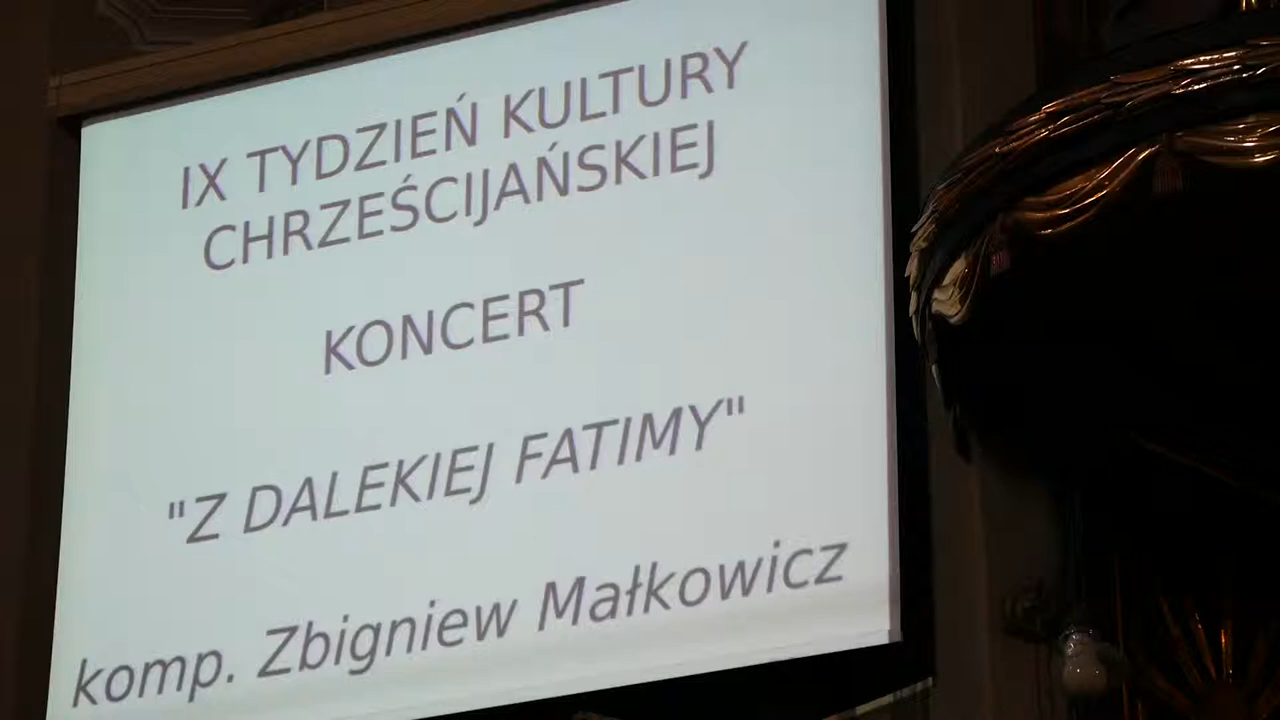 IX TYDZIEŃ KULTURY
CHRZEŚCIJAŃSKIEJ
KONCERT
"Z DALEKIEJ FATIMY"
komp. Zbigniew Małkowicz